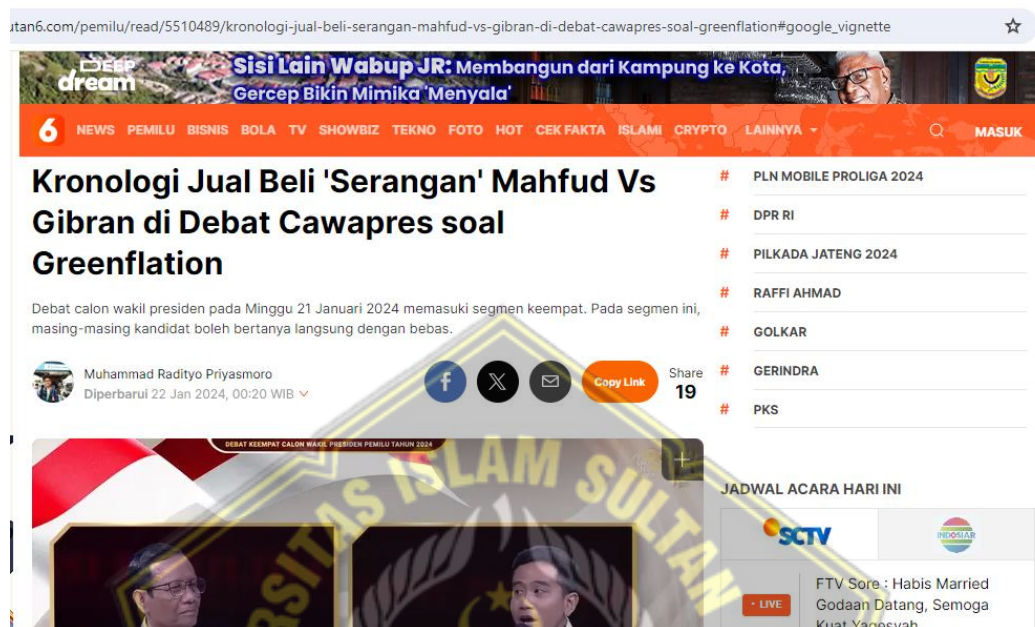 utan6.com/pemilu/read/5510489/kronologi-jual-beli-serangan-mahfud-vs-gibran-di-debat-cawapres-soal-greenflation#google_vignette
DEEP
dream
Sisi Lain Wabup JR: Membangun dari Kampung ke Kota,
Gercep Bikin Mimika 'Menyala'
6 NEWS PEMILU BISNIS BOLA TV SHOWBIZ TEKNO FOTO HOT CEK FAKTA ISLAMI CRYPTO LAINNYA MASUK
Kronologi Jual Beli 'Serangan' Mahfud Vs
Gibran di Debat Cawapres soal
Greenflation
Debat calon wakil presiden pada Minggu 21 Januari 2024 memasuki segmen keempat. Pada segmen ini,
masing-masing kandidat boleh bertanya langsung dengan bebas.
Muhammad Radityo Priyasmoro
Diperbarui 22 Jan 2024, 00:20 WIB
Copy Link
Share
19
DEBAT KEEMPAT CALON WAKIL PRESIDEN PEMILU TAHUN 2024
# PLN MOBILE PROLIGA 2024
# DPR RI
# PILKADA JATENG 2024
# RAFFI AHMAD
# GOLKAR
# GERINDRA
# PKS
JADWAL ACARA HARI INI
SCTV
INDOSIAR
• LIVE
FTV Sore : Habis Married
Godaan Datang, Semoga
Kuat Yagesyah
RSITAS ISLAM SULTAN